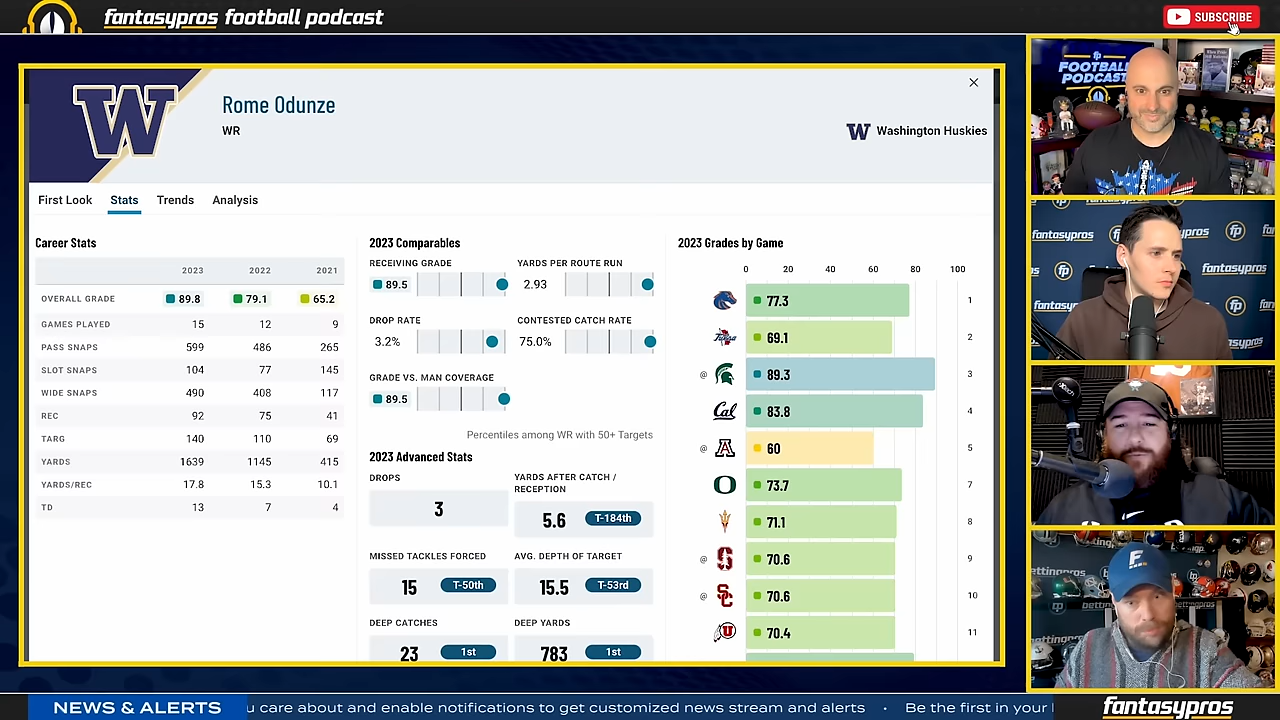 fantasypros football podcast
SUBSCRIBE
Rome Odunze
WR
Washington Huskies
First Look Stats Trends Analysis
Career Stats
2023 2022 2021
OVERALL GRADE 89.8 79.1 65.2
GAMES PLAYED 15 12 9
PASS SNAPS 599 486 265
SLOT SNAPS 104 77 145
WIDE SNAPS 490 408 117
REC 92 75 41
TARG 140 110 69
YARDS 1639 1145 415
YARDS/REC 17.8 15.3 10.1
TD 13 7 4
2023 Comparables
RECEIVING GRADE YARDS PER ROUTE RUN
89.5 2.93
DROP RATE CONTESTED CATCH RATE
3.2% 75.0%
GRADE VS. MAN COVERAGE
89.5
Percentiles among WR with 50+ Targets
2023 Advanced Stats
DROPS YARDS AFTER CATCH /
RECEPTION
3 5.6 T-184th
MISSED TACKLES FORCED AVG. DEPTH OF TARGET
15 T-50th 15.5 T-53rd
DEEP CATCHES DEEP YARDS
23 1st 783 1st
2023 Grades by Game
0 20 40 60 80 100
77.3 1
Tulsa 69.1 2
@ 89.3 3
Cal 83.8 4
@ A 60 5
O 73.7 7
71.1 8
@ S 70.6 9
@ SC 70.6 10
U 70.4 11
fp
FOOTBALL
PODCAST
fantasypros
fp
fantasypros
bettingpros
NEWS & ALERTS
u care about and enable notifications to get customized news stream and alerts • Be the first in your
fantasypros